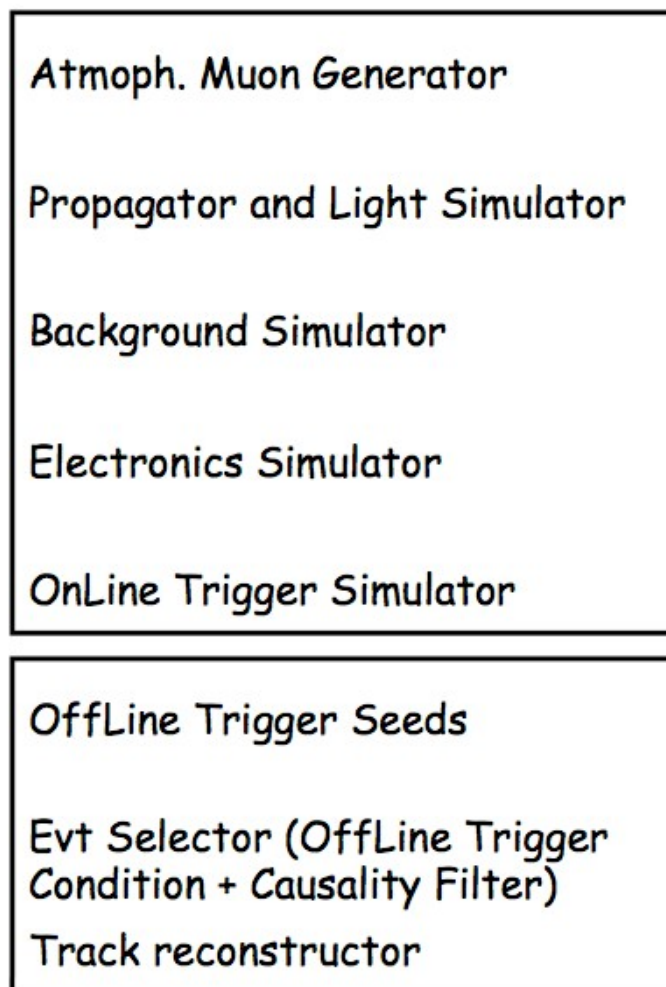 Atmoph. Muon Generator
Propagator and Light Simulator
Background Simulator
Electronics Simulator
OnLine Trigger Simulator
OffLine Trigger Seeds
Evt Selector (OffLine Trigger
Condition + Causality Filter)
Track reconstructor